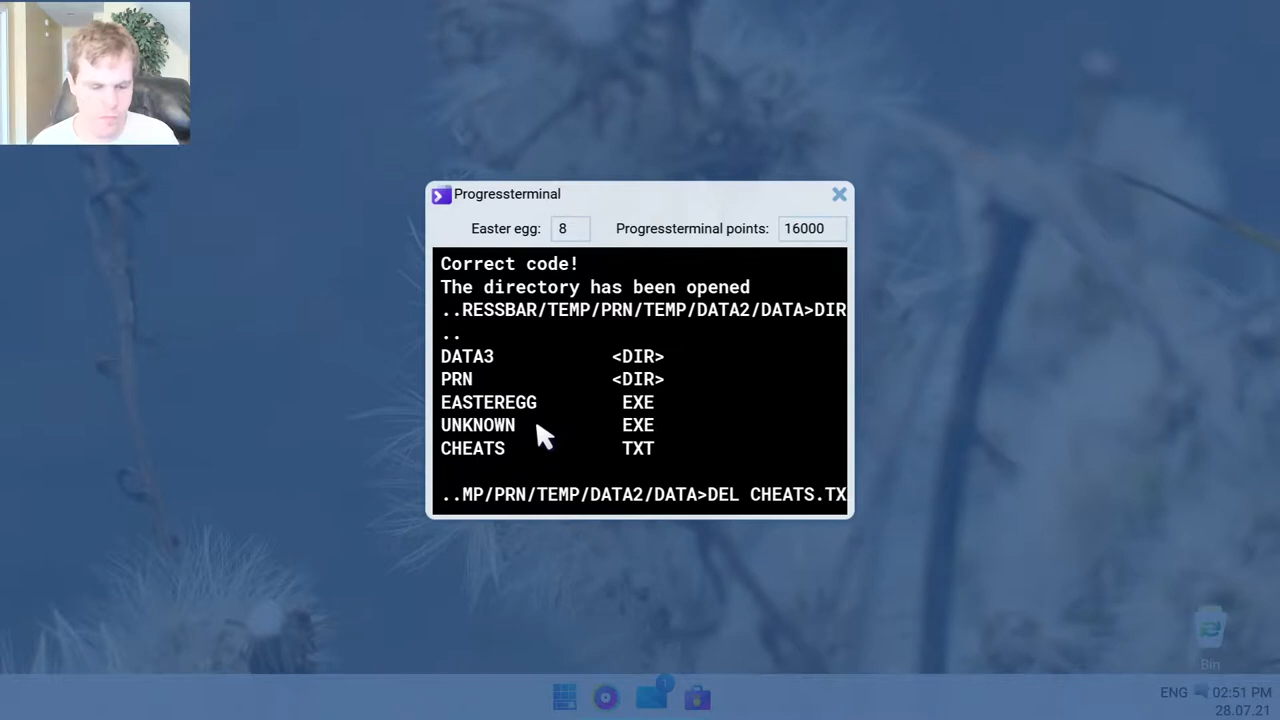 Progressterminal
Easter egg: 8 Progressterminal points: 16000
Correct code!
The directory has been opened
..RESSBAR/TEMP/PRN/TEMP/DATA2/DATA>DIR
..
DATA3 <DIR>
PRN <DIR>
EASTEREGG EXE
UNKNOWN EXE
CHEATS TXT
..MP/PRN/TEMP/DATA2/DATA>DEL CHEATS.TX
Bin
1
ENG 02:51 PM
28.07.21